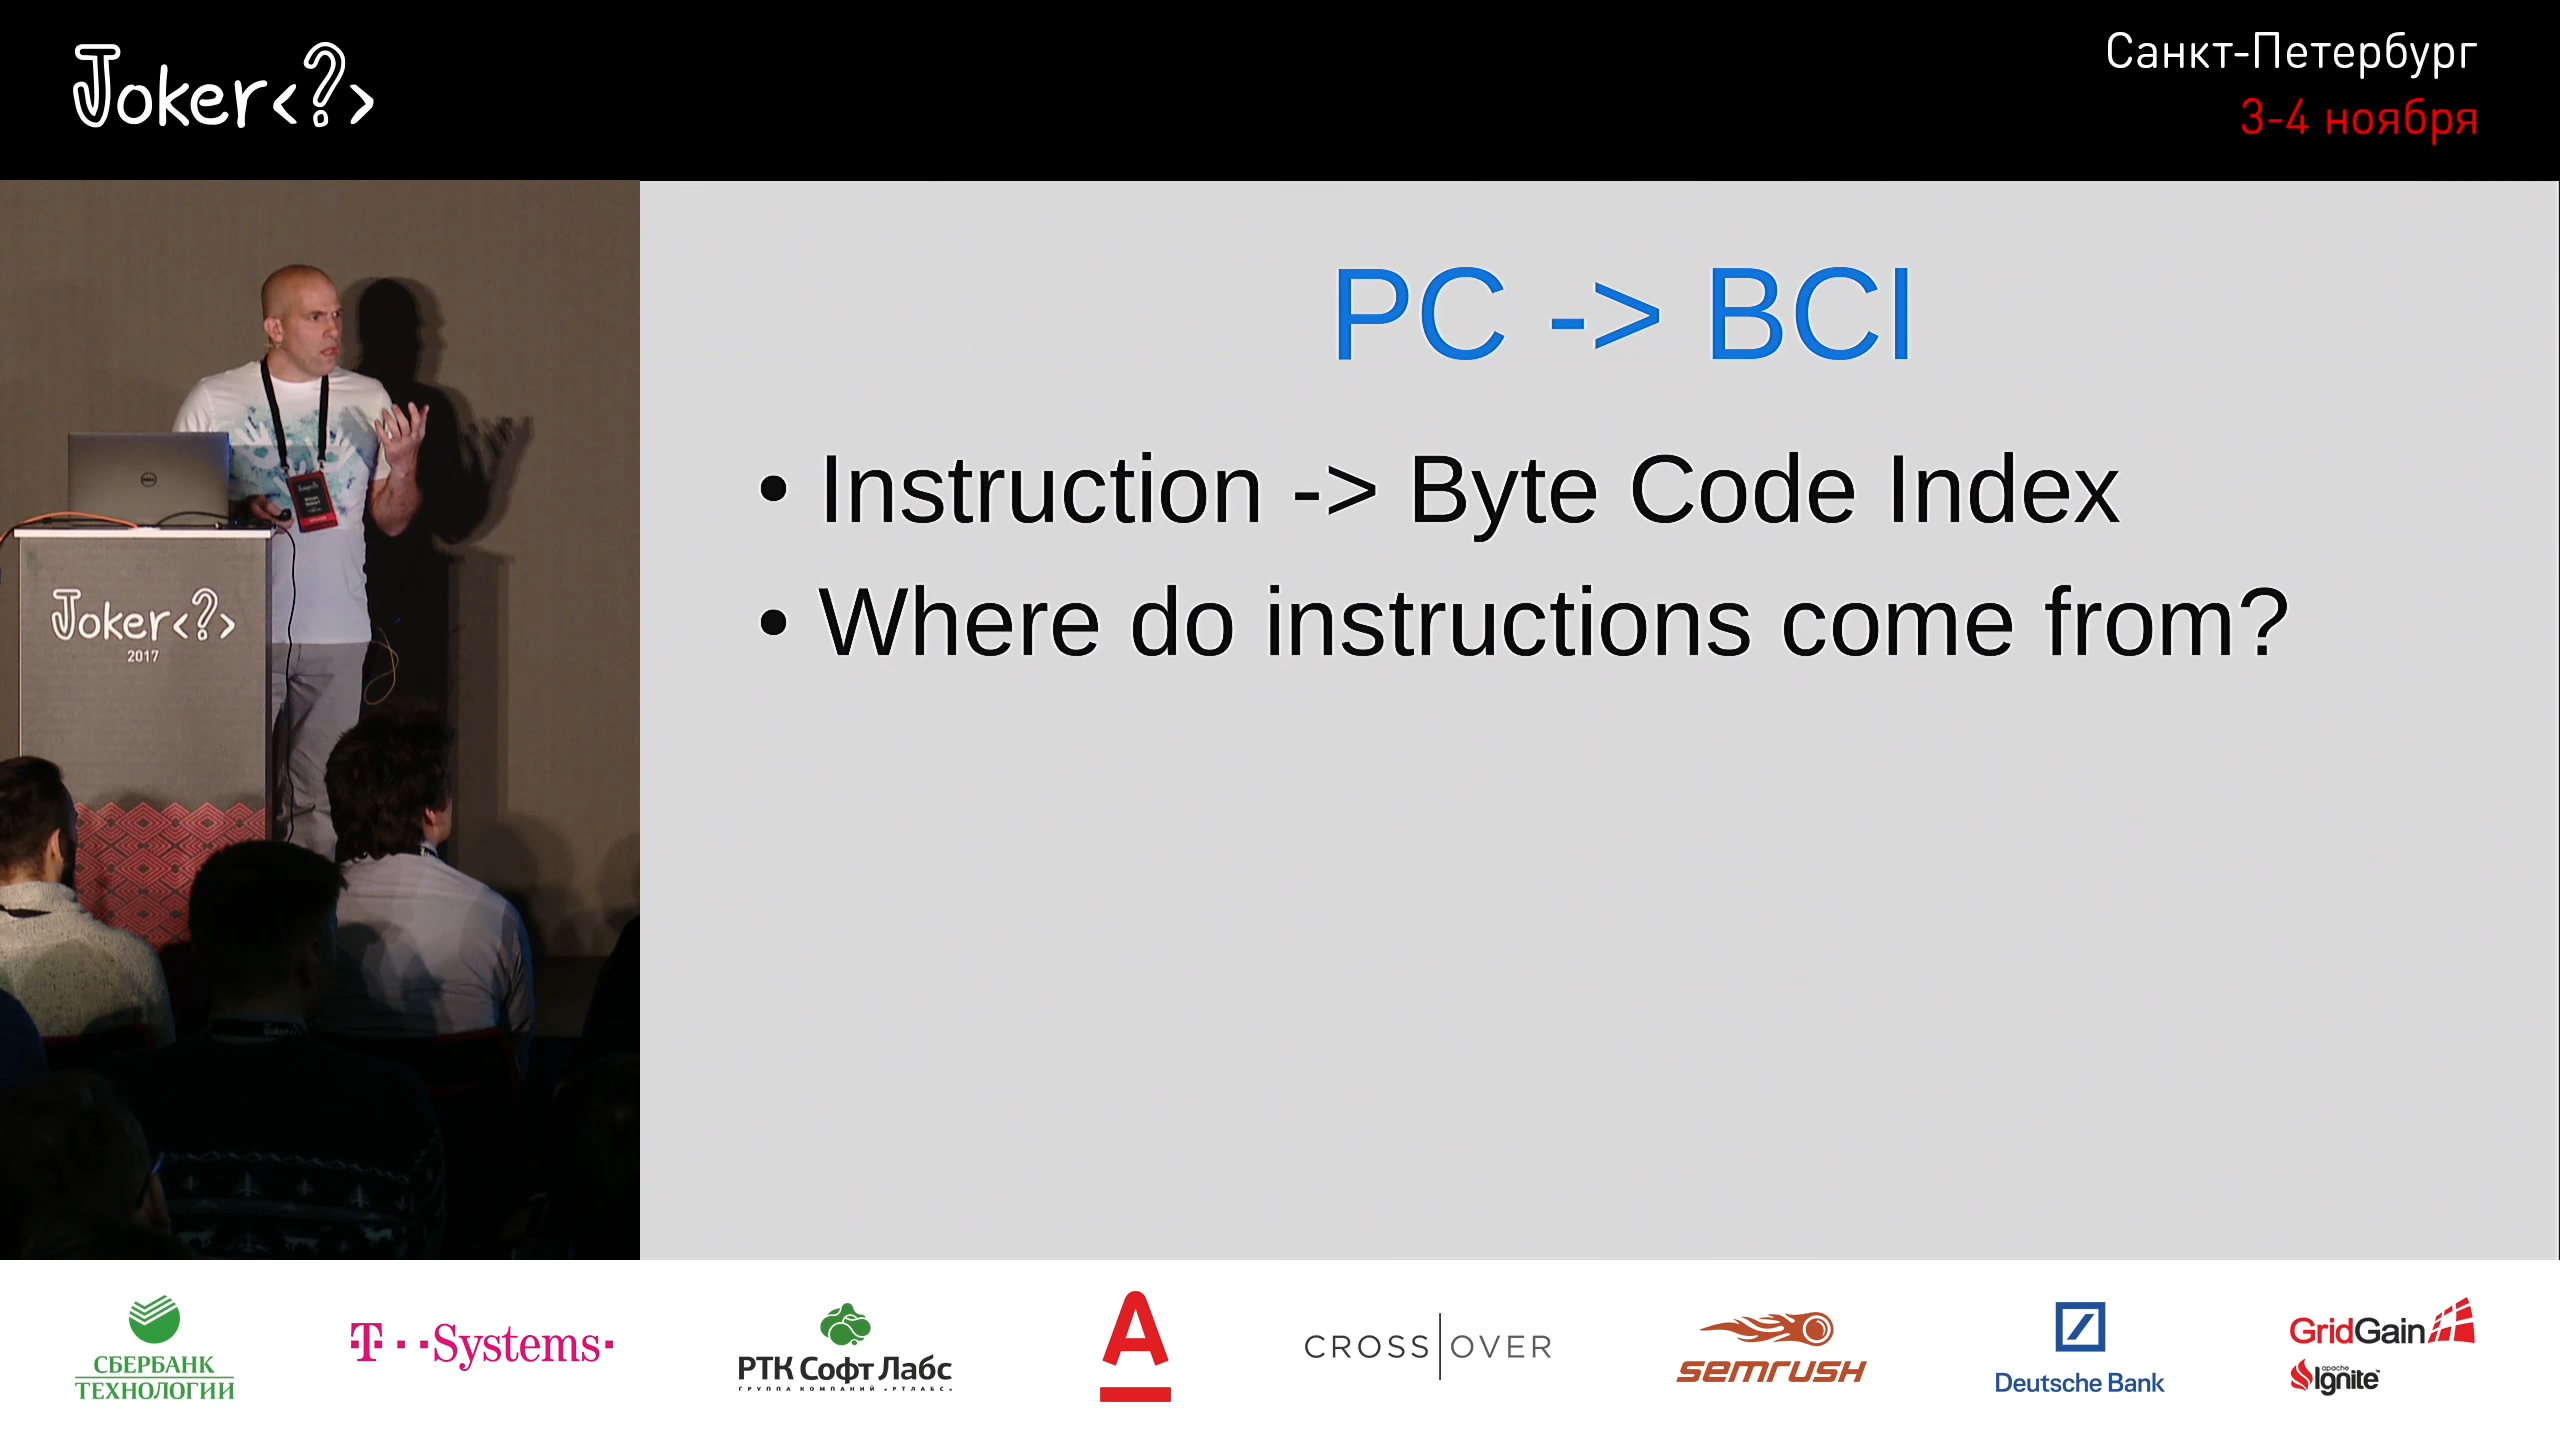 Joker<?>
Санкт-Петербург
3-4 ноября
PC -> BCI
• Instruction -> Byte Code Index
• Where do instructions come from?
DELL
Joker<?>
2017
СБЕРБАНК
ТЕХНОЛОГИИ
T··Systems·
РТК Софт Лабс
ГРУППА КОМПАНИЙ «РТЛАБС»
A
CROSS|OVER
semrush
Deutsche Bank
GridGain
apache
Ignite